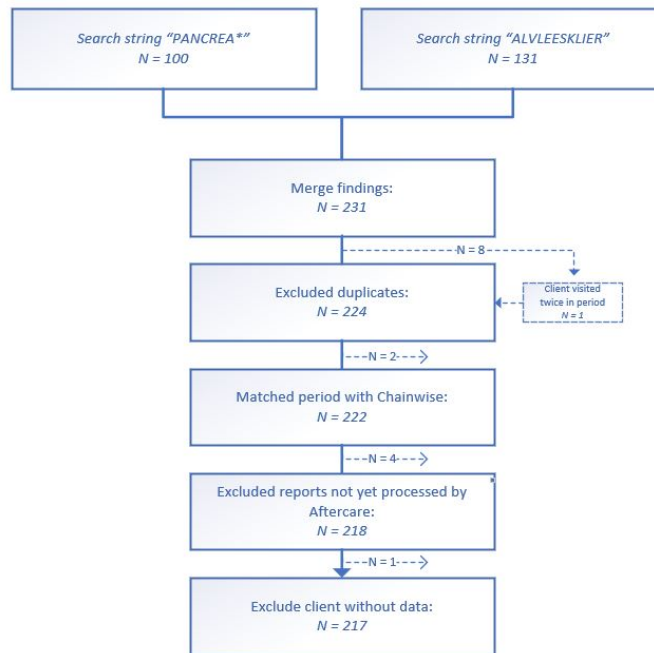 Search string “PANCREA*”
N = 100
Search string “ALVLEESKLIER”
N = 131
Merge findings:
N = 231
N = 8
Excluded duplicates:
N = 224
Client visited
twice in period
N = 1
N = 2
Matched period with Chainwise:
N = 222
N = 4
Excluded reports not yet processed by
Aftercare:
N = 218
N = 1
Exclude client without data:
N = 217